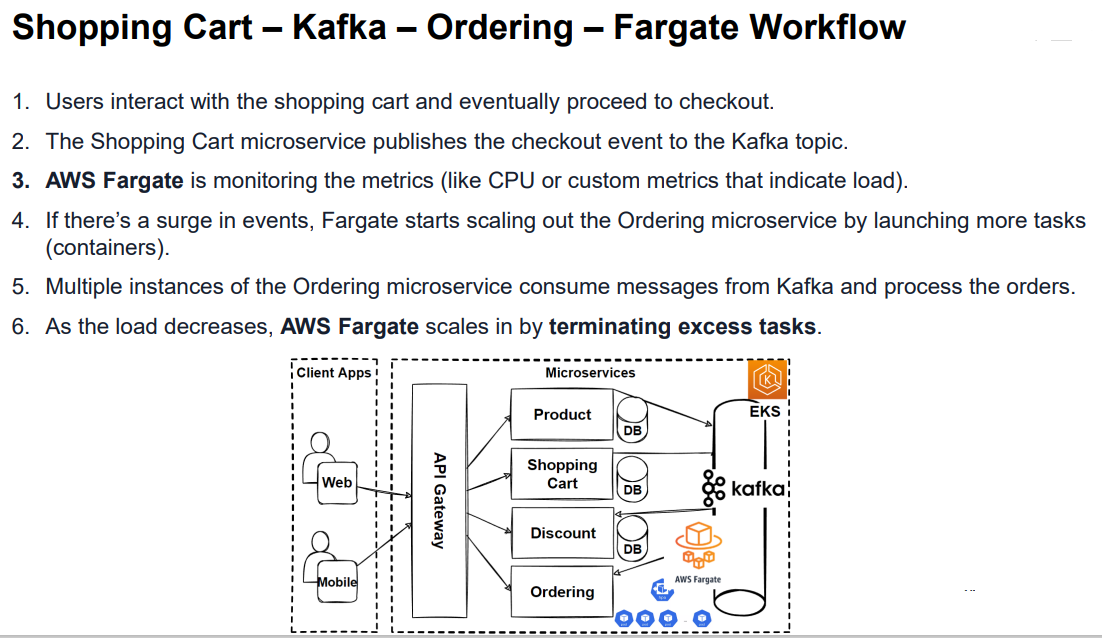 Shopping Cart – Kafka – Ordering – Fargate Workflow
1. Users interact with the shopping cart and eventually proceed to checkout.
2. The Shopping Cart microservice publishes the checkout event to the Kafka topic.
3. AWS Fargate is monitoring the metrics (like CPU or custom metrics that indicate load).
4. If there’s a surge in events, Fargate starts scaling out the Ordering microservice by launching more tasks
(containers).
5. Multiple instances of the Ordering microservice consume messages from Kafka and process the orders.
6. As the load decreases, AWS Fargate scales in by terminating excess tasks.
Client Apps
Microservices
K
EKS
Product
DB
API Gateway
Shopping
Cart
DB
Web
kafka
Discount
DB
Mobile
AWS Fargate
Ordering